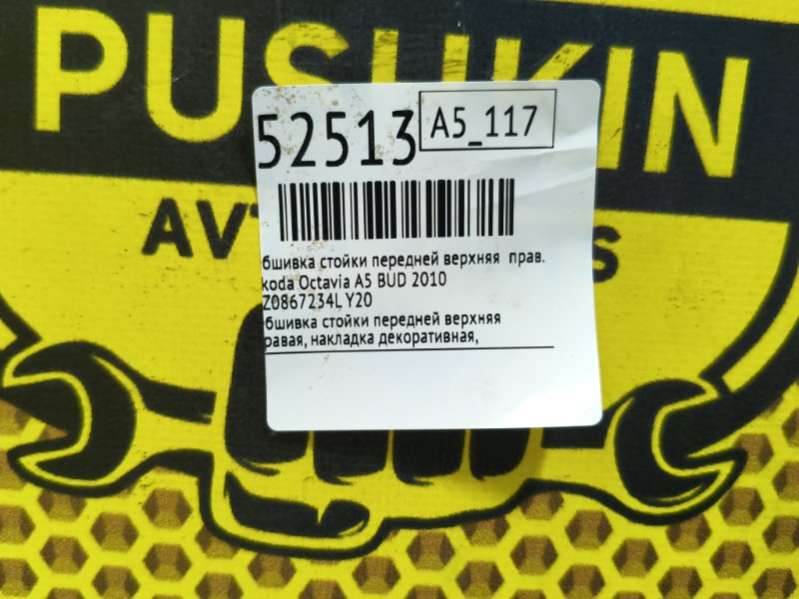 PUSHKIN
52513
A5_117
AV S
бшивка стойки передней верхняя прав.
koda Octavia A5 BUD 2010
Z0867234L Y20
бшивка стойки передней верхняя
равая, накладка декоративная,